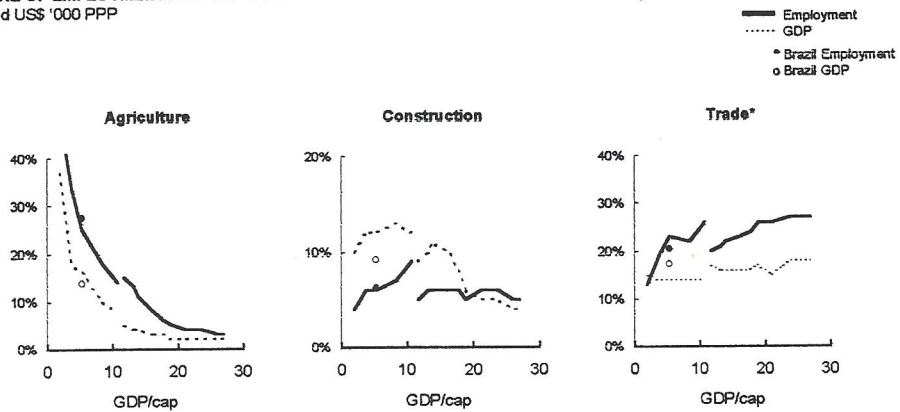 d US$ '000 PPP
Employment
GDP
Brazil Employment
Brazil GDP
Agriculture
Construction
Trade*
40%
30%
20%
10%
0%
0 10 20 30
GDP/cap
20%
10%
0%
0 10 20 30
GDP/cap
40%
30%
20%
10%
0%
0 10 20 30
GDP/cap